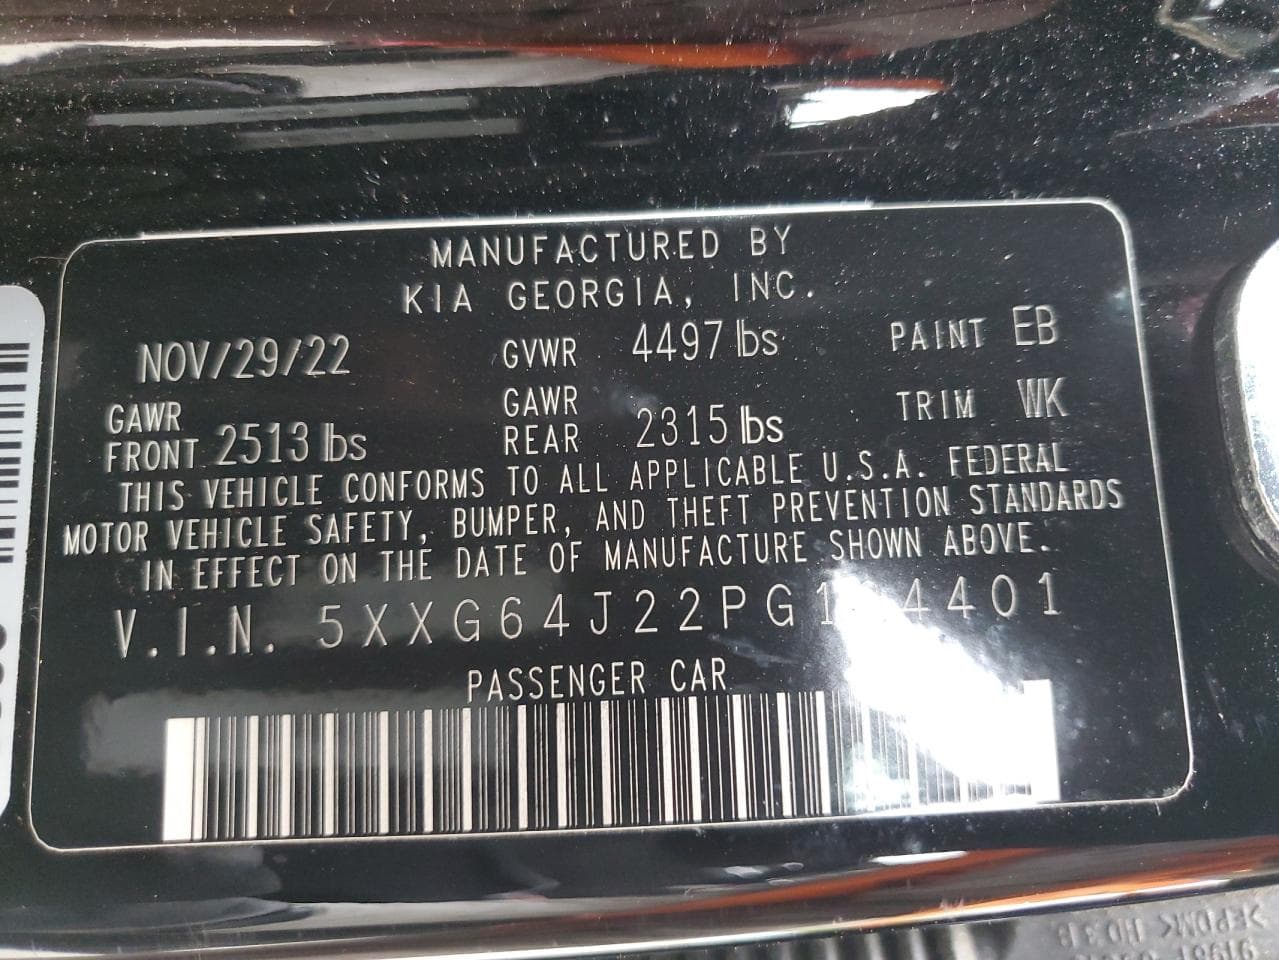 MANUFACTURED BY
KIA GEORGIA, INC.
NOV/29/22 GVWR 4497 lbs PAINT EB
GAWR FRONT 2513 lbs GAWR REAR 2315 lbs TRIM WK
THIS VEHICLE CONFORMS TO ALL APPLICABLE U.S.A. FEDERAL
MOTOR VEHICLE SAFETY, BUMPER, AND THEFT PREVENTION STANDARDS
IN EFFECT ON THE DATE OF MANUFACTURE SHOWN ABOVE.
V.I.N.
PASSENGER CAR